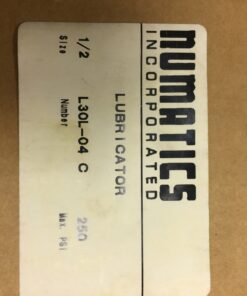 NUMATICS
INCORPORATED
LUBRICATOR
1/2 L30L-04 C 250
Size Number Max. PSI